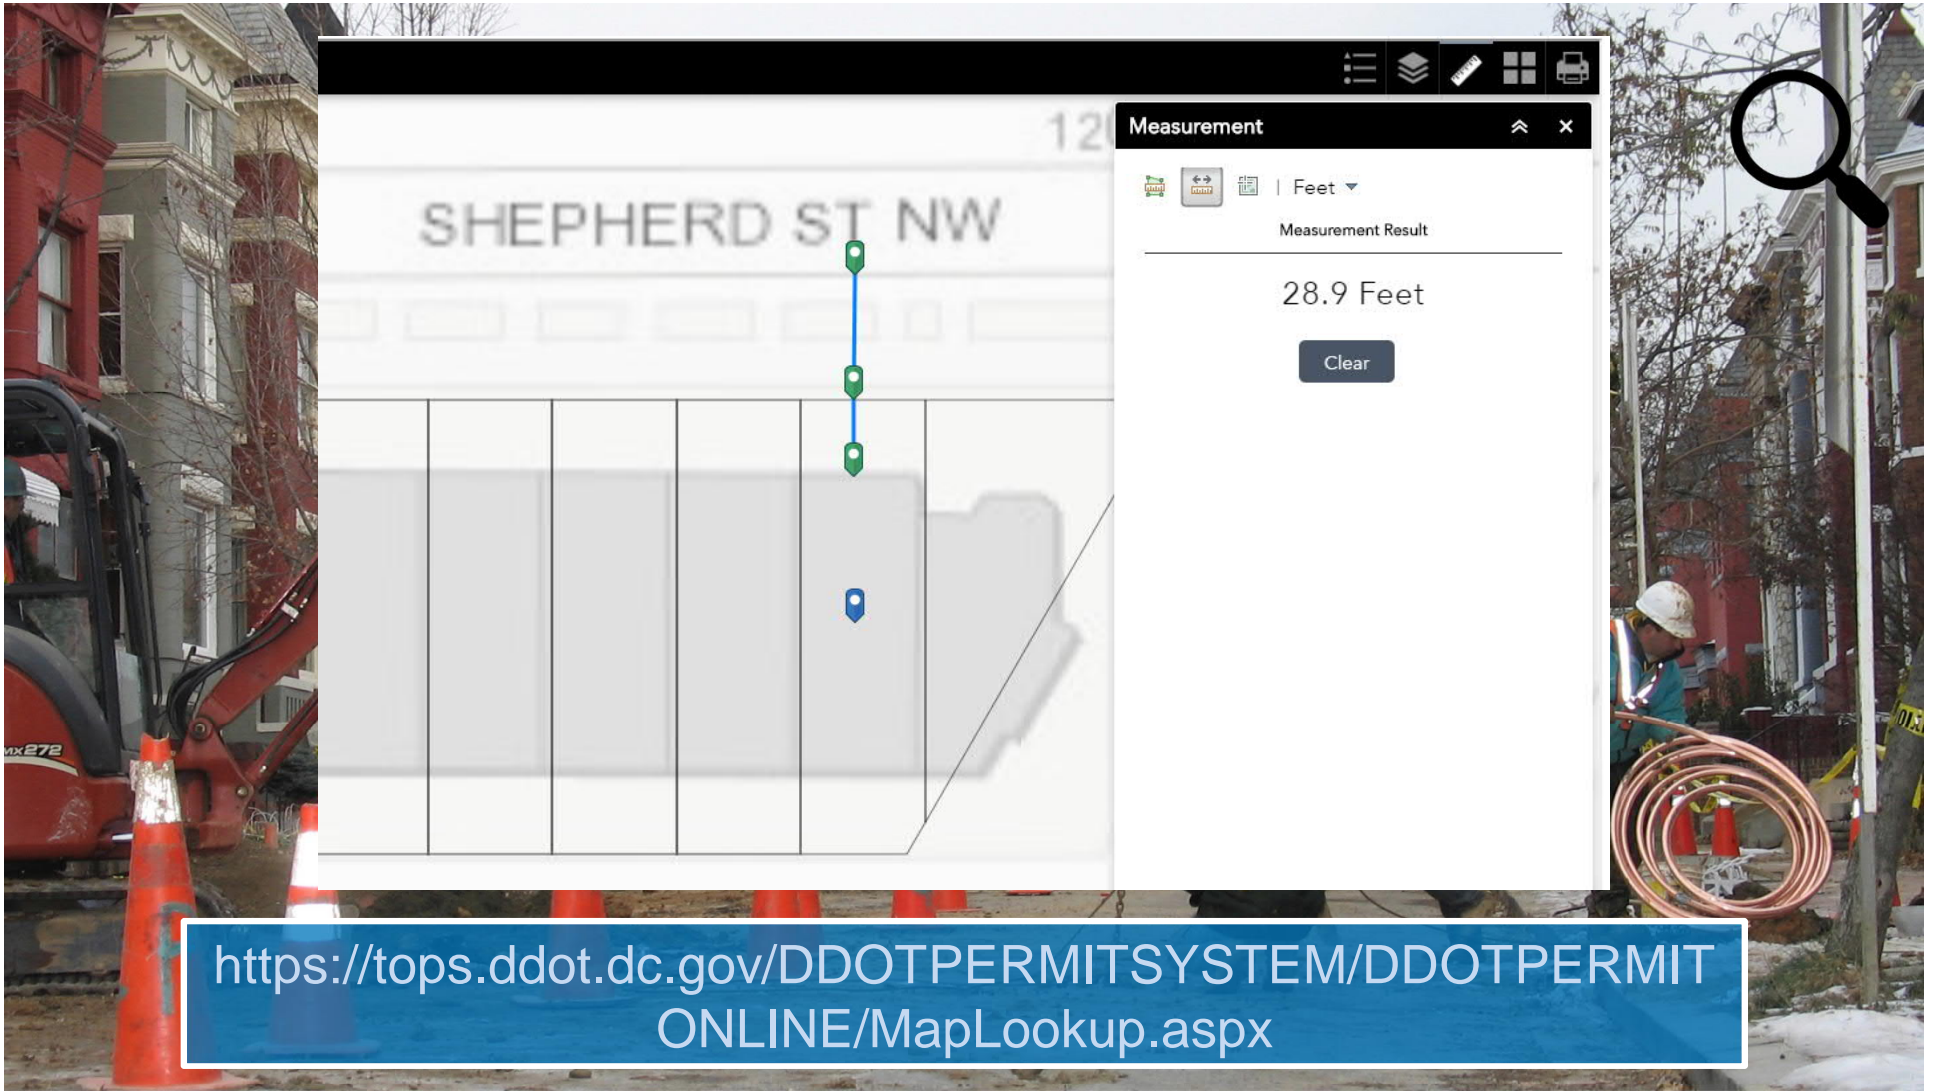 120
Measurement
SHEPHERD ST NW
| Feet
Measurement Result
28.9 Feet
Clear
MX272
https://tops.ddot.dc.gov/DDOTPERMITSYSTEM/DDOTPERMIT
ONLINE/MapLookup.aspx